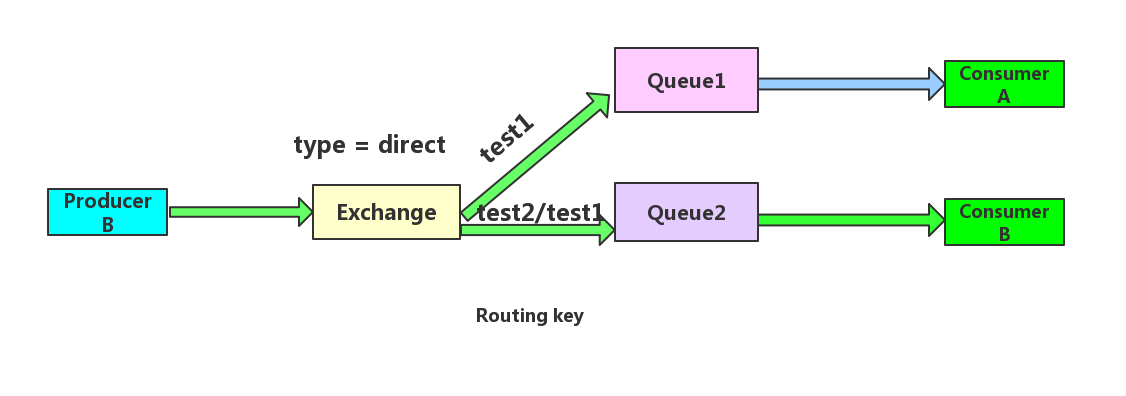 Queue1
Consumer
A
type = direct
test1
Producer
B
Exchange
test2/test1
Queue2
Consumer
B
Routing key